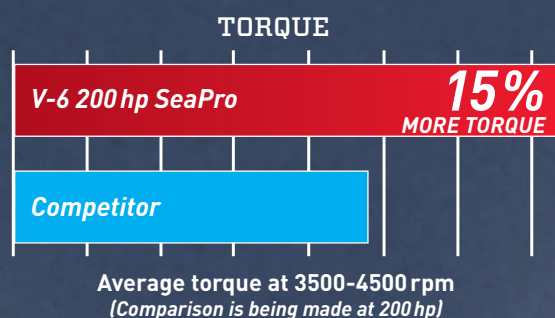 TORQUE
V-6 200 hp SeaPro
15%
MORE TORQUE
Competitor
Average torque at 3500-4500 rpm
(Comparison is being made at 200 hp)